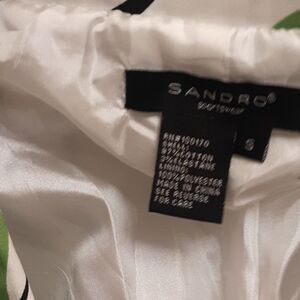 SANDRO®
sportswear
S
RN#100170
SHELL:
97%COTTON
3%ELASTANE
LINING:
100%POLYESTER
MADE IN CHINA
SEE REVERSE
FOR CARE